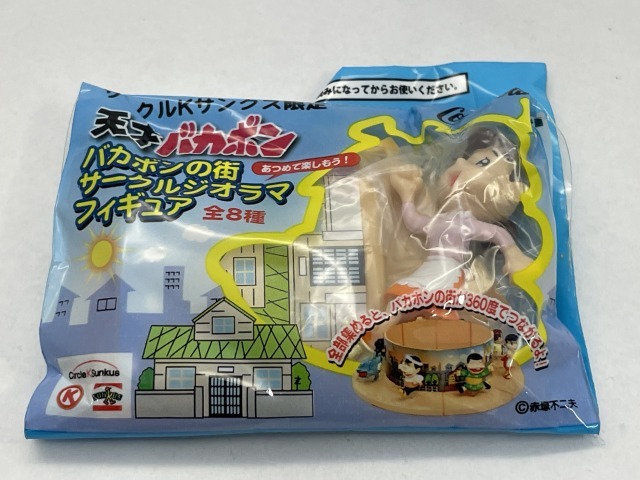 みになってからお使いください。
クルKサンクス限定
天才バカボン
バカボンの街
サークルジオラマ
フィギュア 全8種
あつめて楽しもう！
全部集めると、バカボンの街が360度でつながるよ!!
Circle K Sunkus
K
©赤塚不二夫